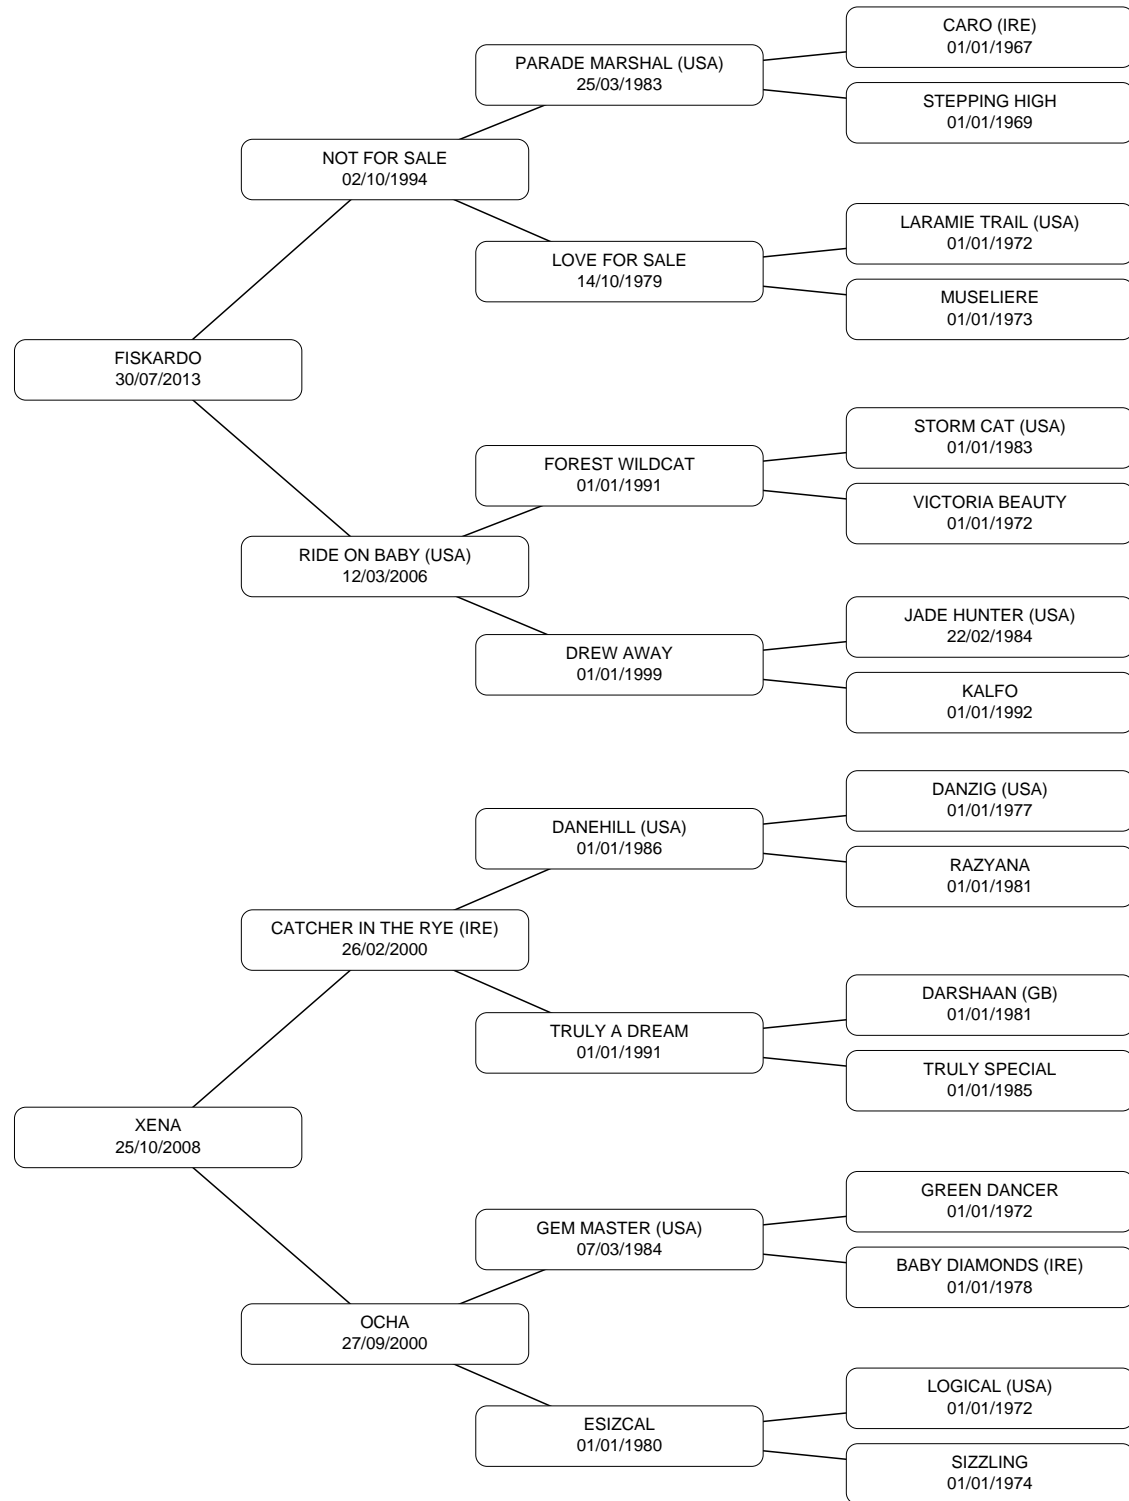 CARO (IRE)
01/01/1967
PARADE MARSHAL (USA)
25/03/1983
STEPPING HIGH
01/01/1969
NOT FOR SALE
02/10/1994
LARAMIE TRAIL (USA)
01/01/1972
LOVE FOR SALE
14/10/1979
MUSELIERE
01/01/1973
FISKARDO
30/07/2013
STORM CAT (USA)
01/01/1983
FOREST WILDCAT
01/01/1991
VICTORIA BEAUTY
01/01/1972
RIDE ON BABY (USA)
12/03/2006
JADE HUNTER (USA)
22/02/1984
DREW AWAY
01/01/1999
KALFO
01/01/1992
DANZIG (USA)
01/01/1977
DANEHILL (USA)
01/01/1986
RAZYANA
01/01/1981
CATCHER IN THE RYE (IRE)
26/02/2000
DARSHAAN (GB)
01/01/1981
TRULY A DREAM
01/01/1991
TRULY SPECIAL
01/01/1985
XENA
25/10/2008
GREEN DANCER
01/01/1972
GEM MASTER (USA)
07/03/1984
BABY DIAMONDS (IRE)
01/01/1978
OCHA
27/09/2000
LOGICAL (USA)
01/01/1972
ESIZCAL
01/01/1980
SIZZLING
01/01/1974